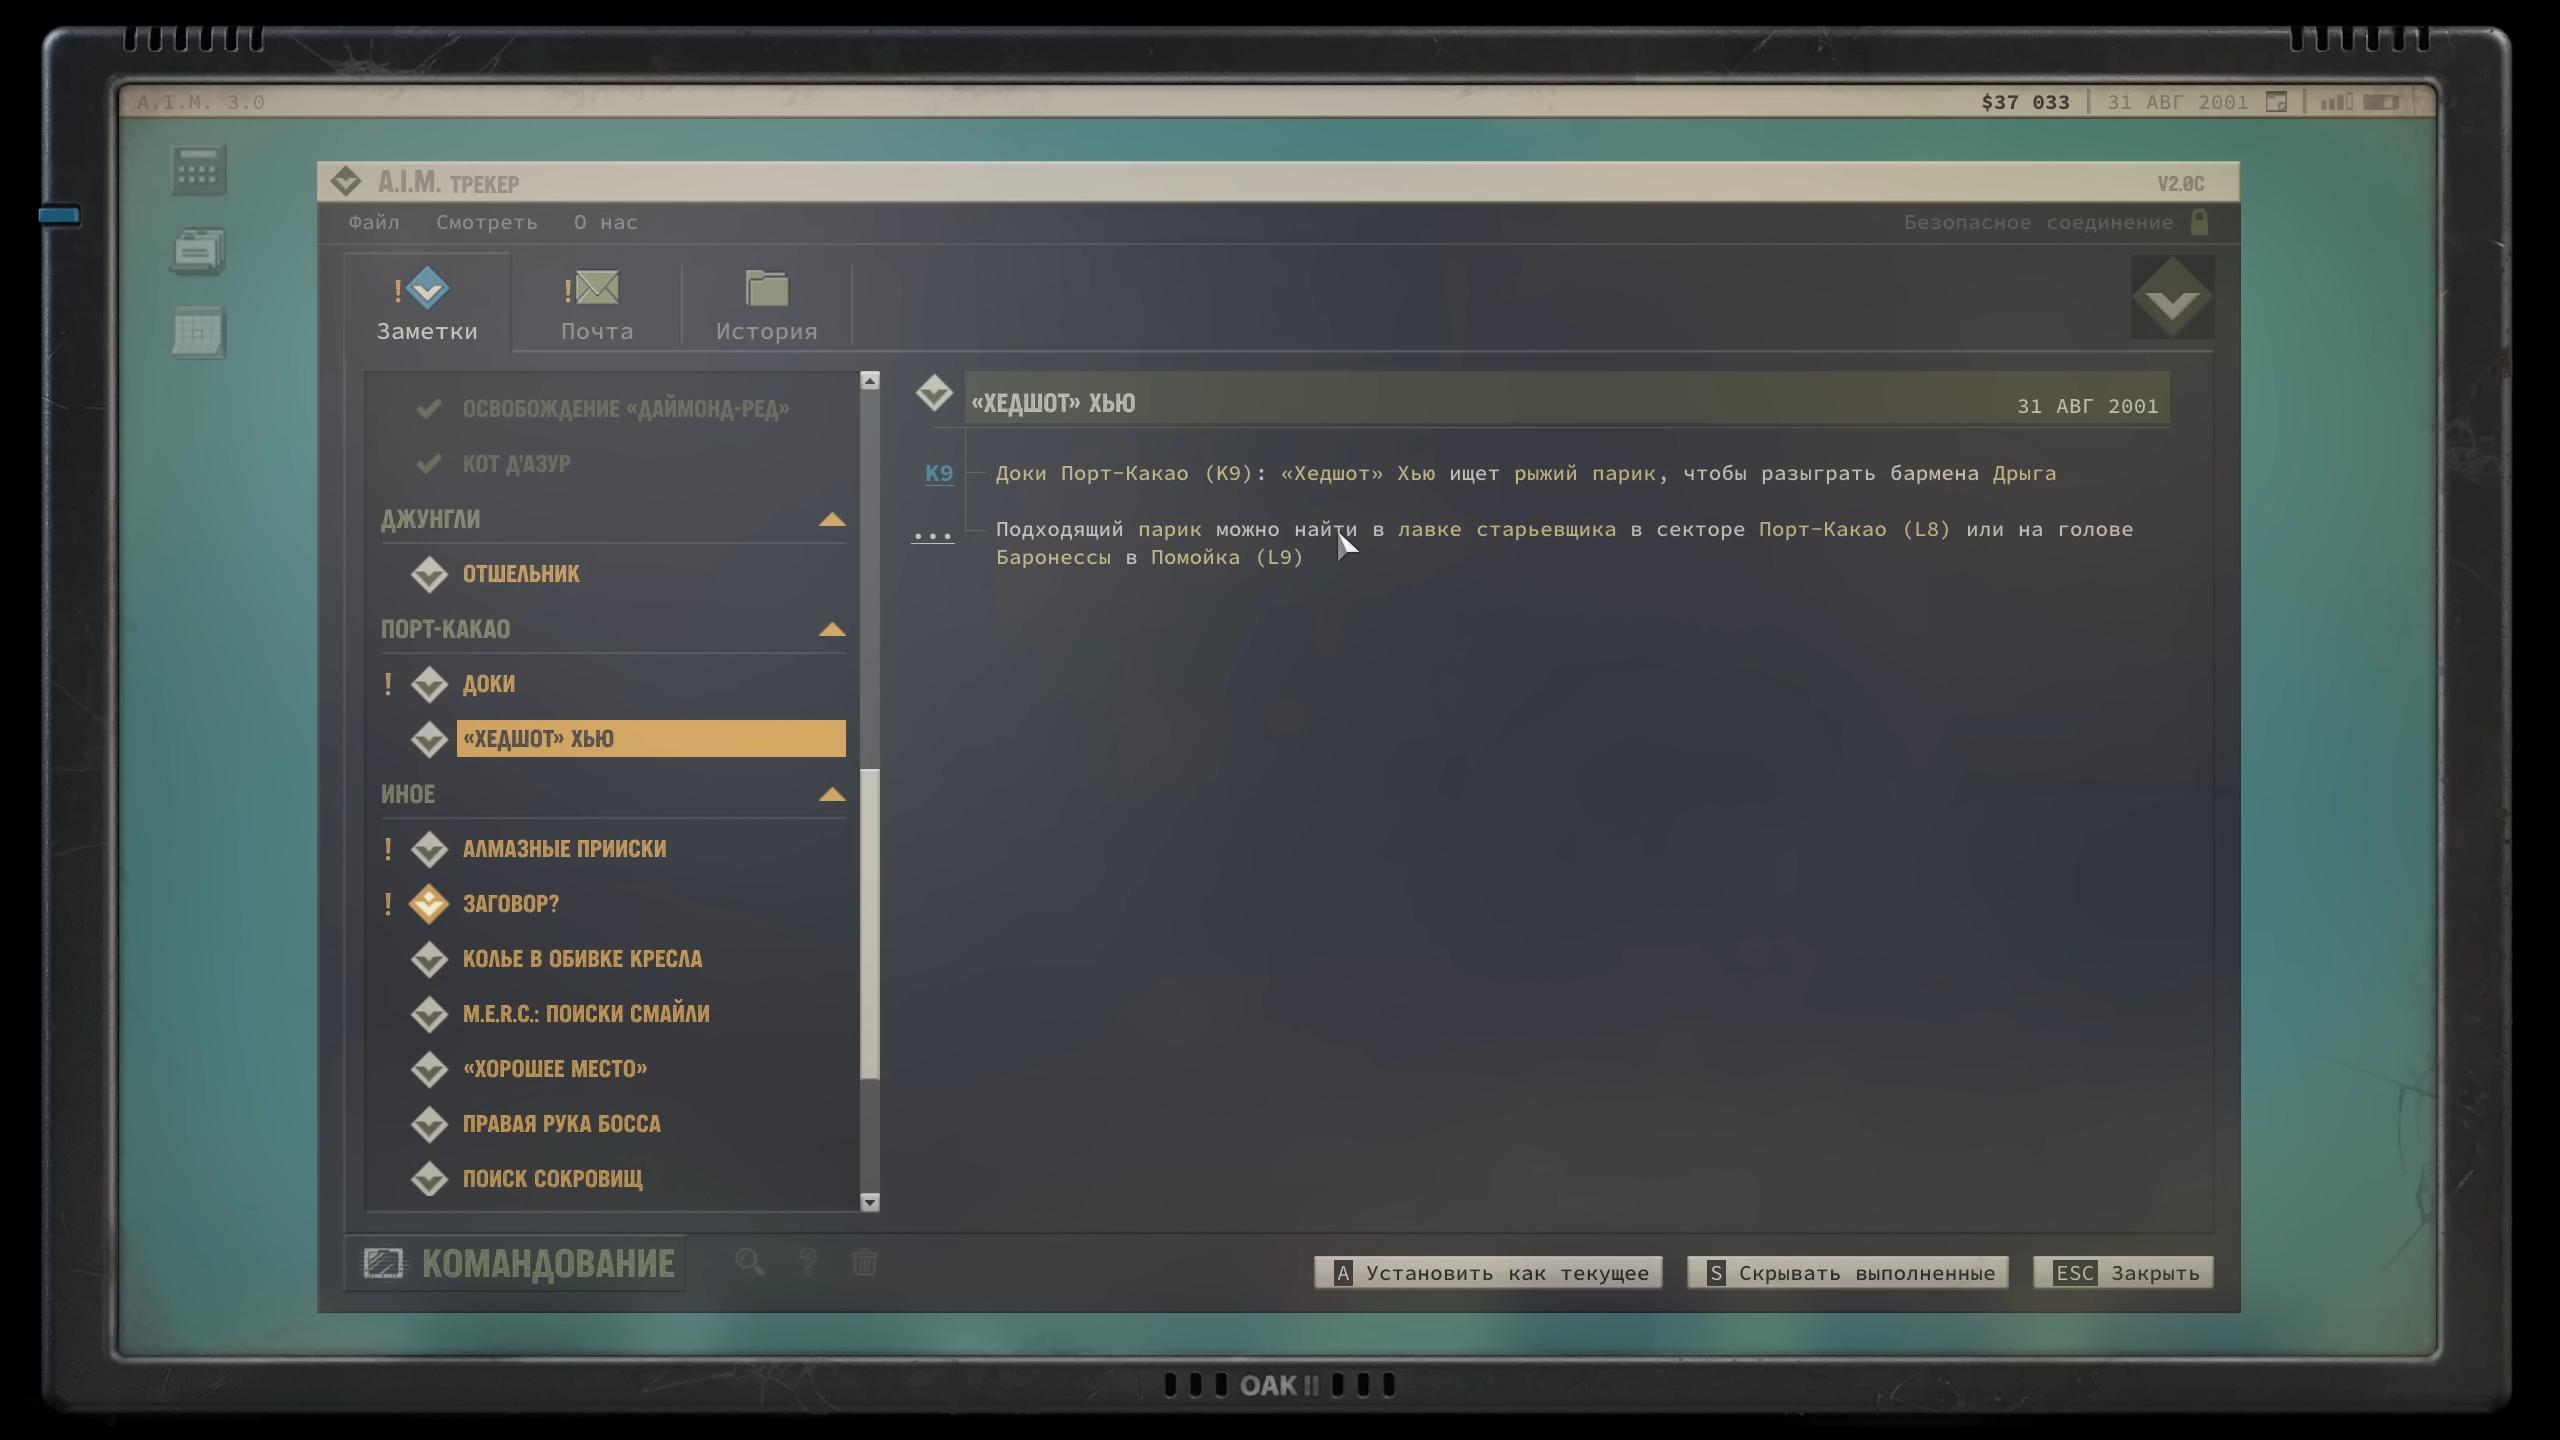 A.I.M. 3.0
$37 033
31 АВГ 2001
A.I.M. ТРЕКЕР
V2.0C
Файл
Смотреть
О нас
Безопасное соединение
! Заметки
! Почта
История
ОСВОБОЖДЕНИЕ «ДАЙМОНД-РЕД»
КОТ Д'АЗУР
ДЖУНГЛИ
ОТШЕЛЬНИК
ПОРТ-КАКАО
! ДОКИ
«ХЕДШОТ» ХЬЮ
ИНОЕ
! АЛМАЗНЫЕ ПРИИСКИ
! ЗАГОВОР?
КОЛЬЕ В ОБИВКЕ КРЕСЛА
M.E.R.C.: ПОИСКИ СМАЙЛИ
«ХОРОШЕЕ МЕСТО»
ПРАВАЯ РУКА БОССА
ПОИСК СОКРОВИЩ
«ХЕДШОТ» ХЬЮ
31 АВГ 2001
K9 Доки Порт-Какао (K9): «Хедшот» Хью ищет рыжий парик, чтобы разыграть бармена Дрыга
... Подходящий парик можно найти в лавке старьевщика в секторе Порт-Какао (L8) или на голове
Баронессы в Помойка (L9)
КОМАНДОВАНИЕ
?
A Установить как текущее
S Скрывать выполненные
ESC Закрыть
OAK II